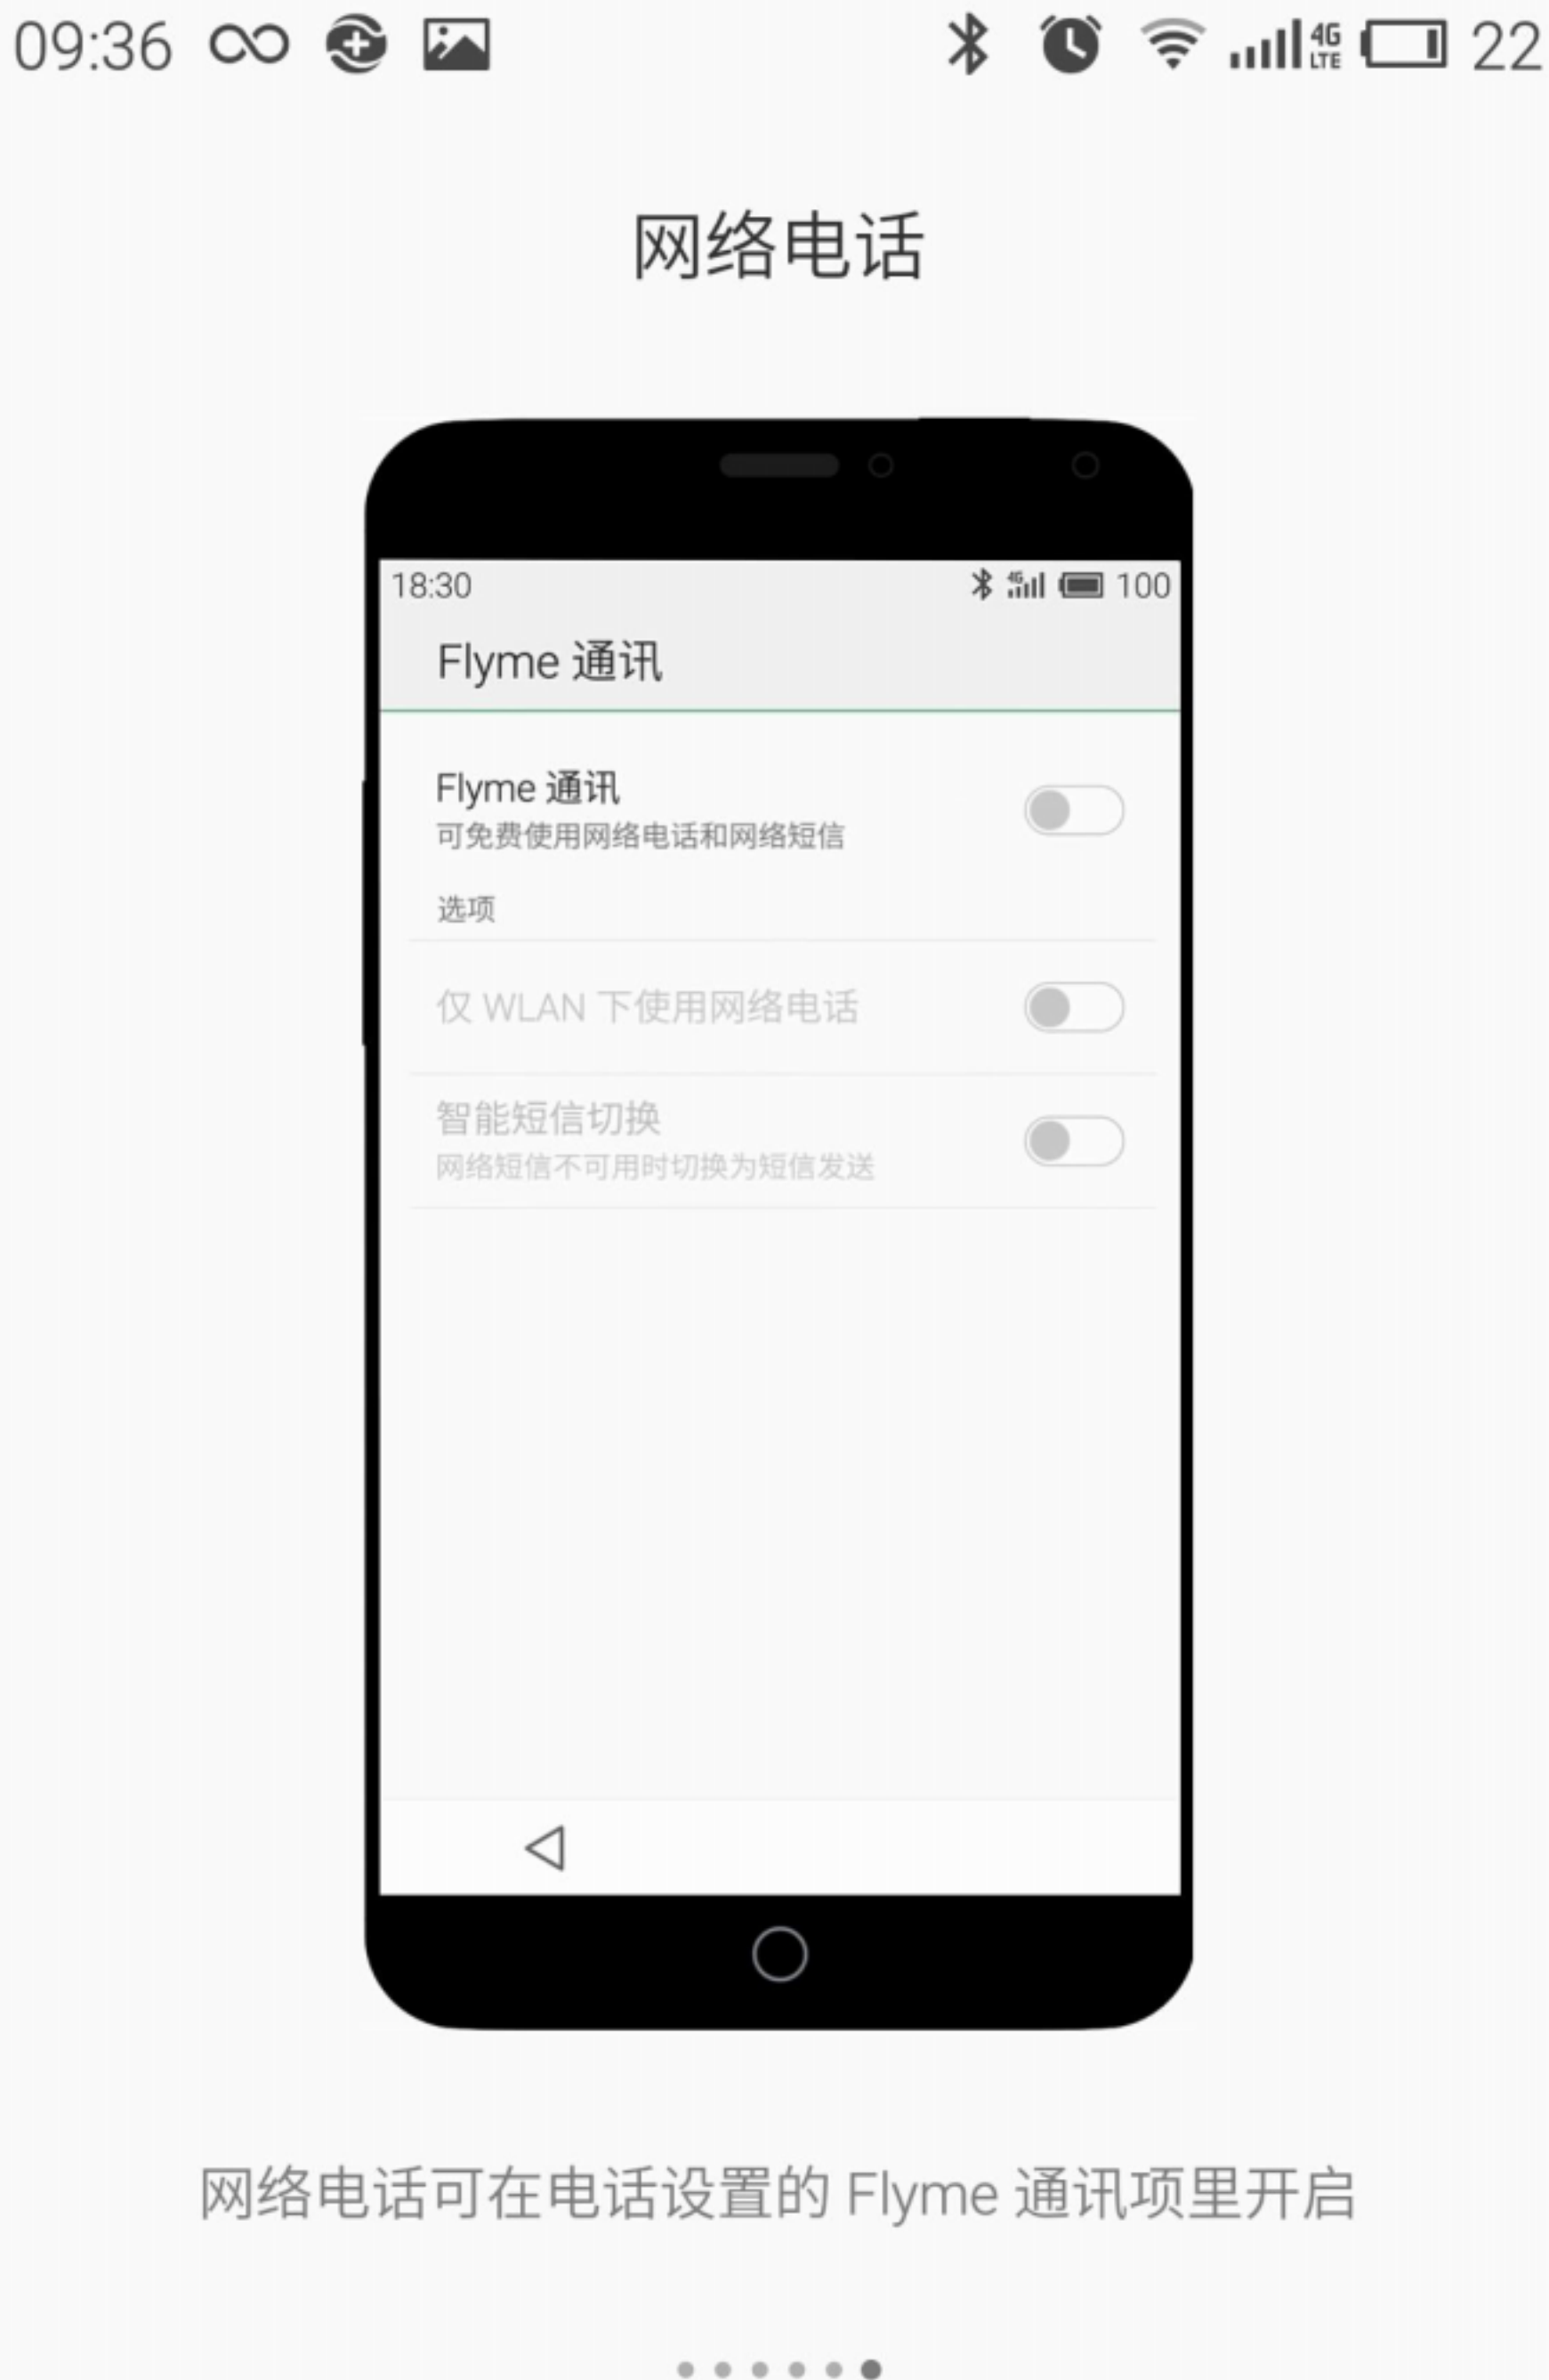 09:36 4G LTE 22
网络电话
18:30 4G 100
Flyme 通讯
Flyme 通讯
可免费使用网络电话和网络短信
选项
仅 WLAN 下使用网络电话
智能短信切换
网络短信不可用时切换为短信发送
网络电话可在电话设置的 Flyme 通讯项里开启